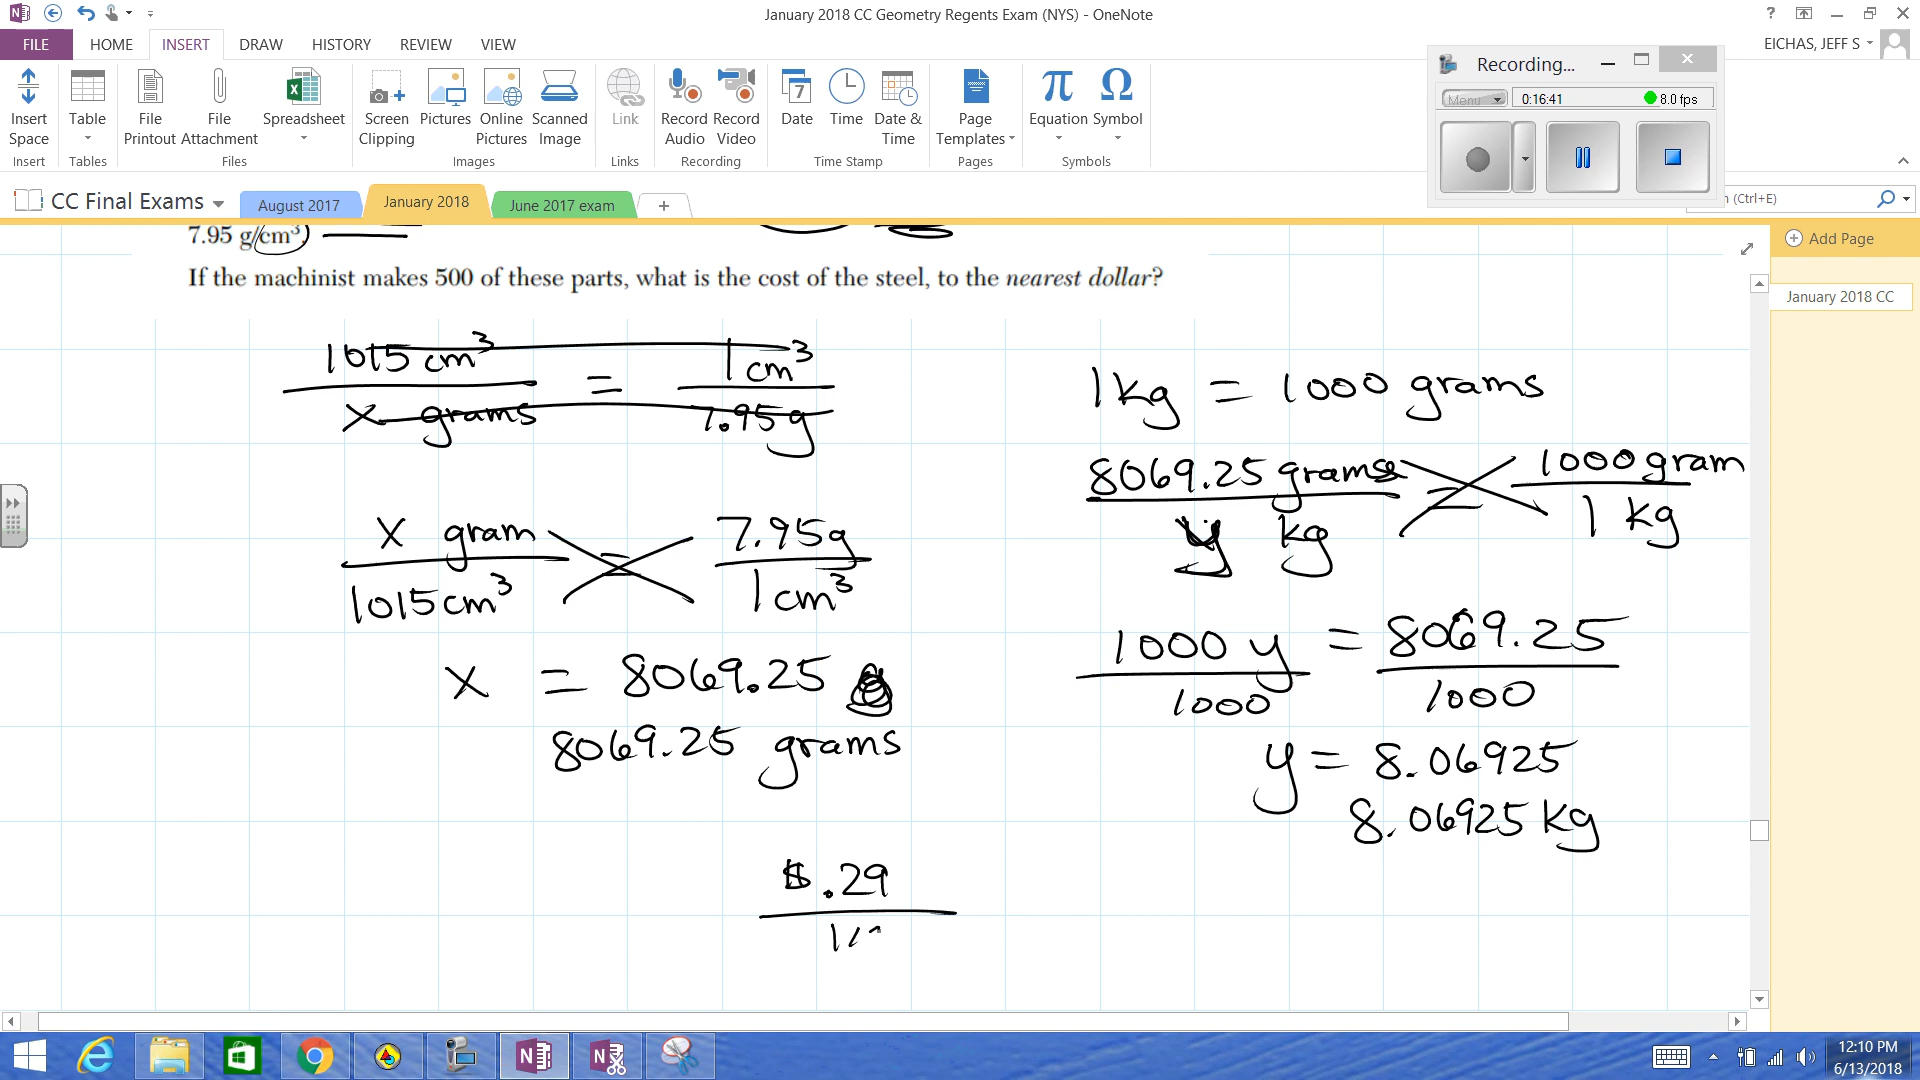 January 2018 CC Geometry Regents Exam (NYS) - OneNote
?
FILE HOME INSERT DRAW HISTORY REVIEW VIEW
EICHAS, JEFF S
Insert Space
Table
File Printout
File Attachment
Spreadsheet
Screen Clipping
Pictures
Online Pictures
Scanned Image
Link
Record Audio
Record Video
Date
Time
Date & Time
Page Templates
π Equation
Ω Symbol
Insert Tables Files Images Links Recording Time Stamp Pages Symbols
Recording...
Menu 0:16:41 8.0 fps
CC Final Exams
August 2017
January 2018
June 2017 exam
+
(Ctrl+E)
Add Page
January 2018 CC
7.95 g/cm³.
If the machinist makes 500 of these parts, what is the cost of the steel, to the nearest dollar?
1015 cm³ = 1 cm³
x grams 7.95g
x gram = 7.95g
1015cm³ 1cm³
x = 8069.25
8069.25 grams
1kg = 1000 grams
8069.25 grams = 1000 gram
y kg 1 kg
1000 y = 8069.25
1000 1000
y = 8.06925
8.06925 kg
$.29
12:10 PM
6/13/2018